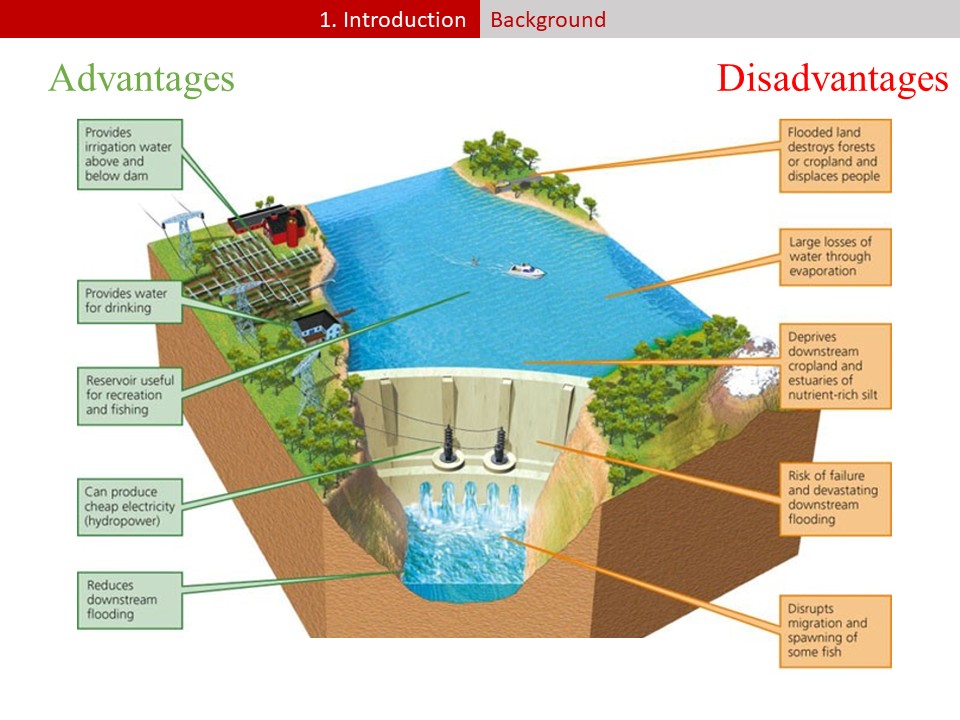 1. Introduction
Background
Advantages
Disadvantages
Provides
irrigation water
above and
below dam
Provides water
for drinking
Reservoir useful
for recreation
and fishing
Can produce
cheap electricity
(hydropower)
Reduces
downstream
flooding
Flooded land
destroys forests
or cropland and
displaces people
Large losses of
water through
evaporation
Deprives
downstream
cropland and
estuaries of
nutrient-rich silt
Risk of failure
and devastating
downstream
flooding
Disrupts
migration and
spawning of
some fish